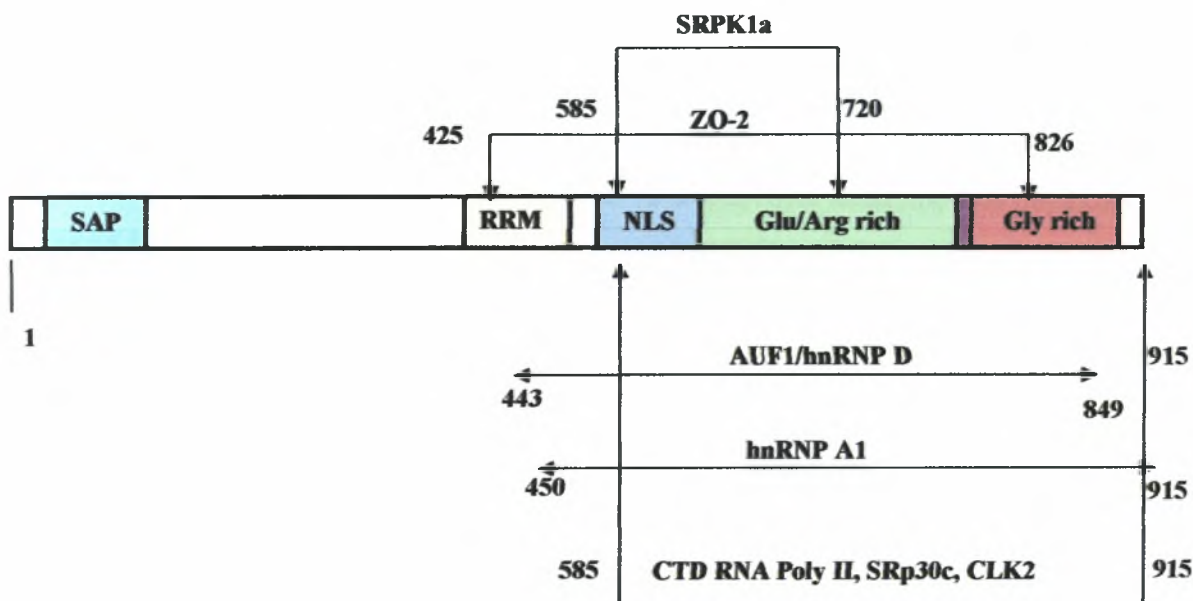 SRPK1a
585 ZO-2 720
425 826
SAP RRM NLS Glu/Arg rich Gly rich
1
AUF1/hnRNP D 915
443 849
hnRNP A1
450 915
585 CTD RNA Poly II, SRp30c, CLK2 915